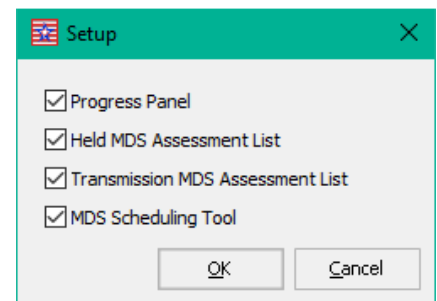 Setup
Progress Panel
Held MDS Assessment List
Transmission MDS Assessment List
MDS Scheduling Tool
OK Cancel